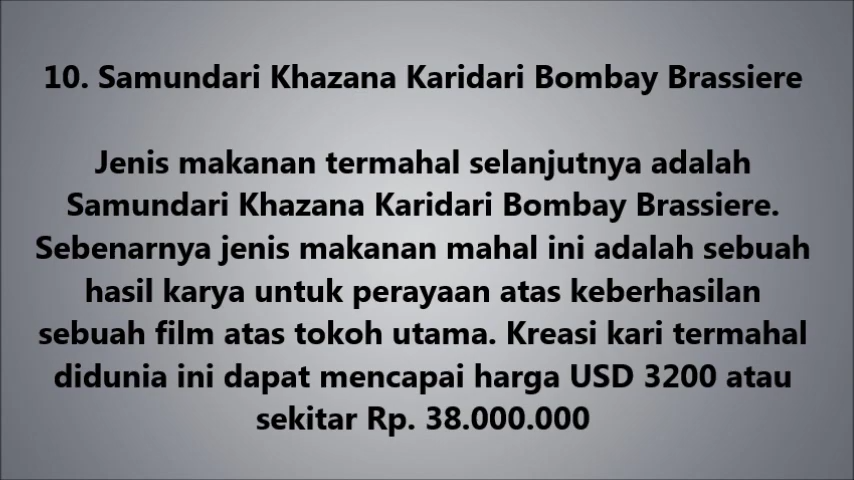 10. Samundari Khazana Karidari Bombay Brassiere
Jenis makanan termahal selanjutnya adalah
Samundari Khazana Karidari Bombay Brassiere.
Sebenarnya jenis makanan mahal ini adalah sebuah
hasil karya untuk perayaan atas keberhasilan
sebuah film atas tokoh utama. Kreasi kari termahal
didunia ini dapat mencapai harga USD 3200 atau
sekitar Rp. 38.000.000